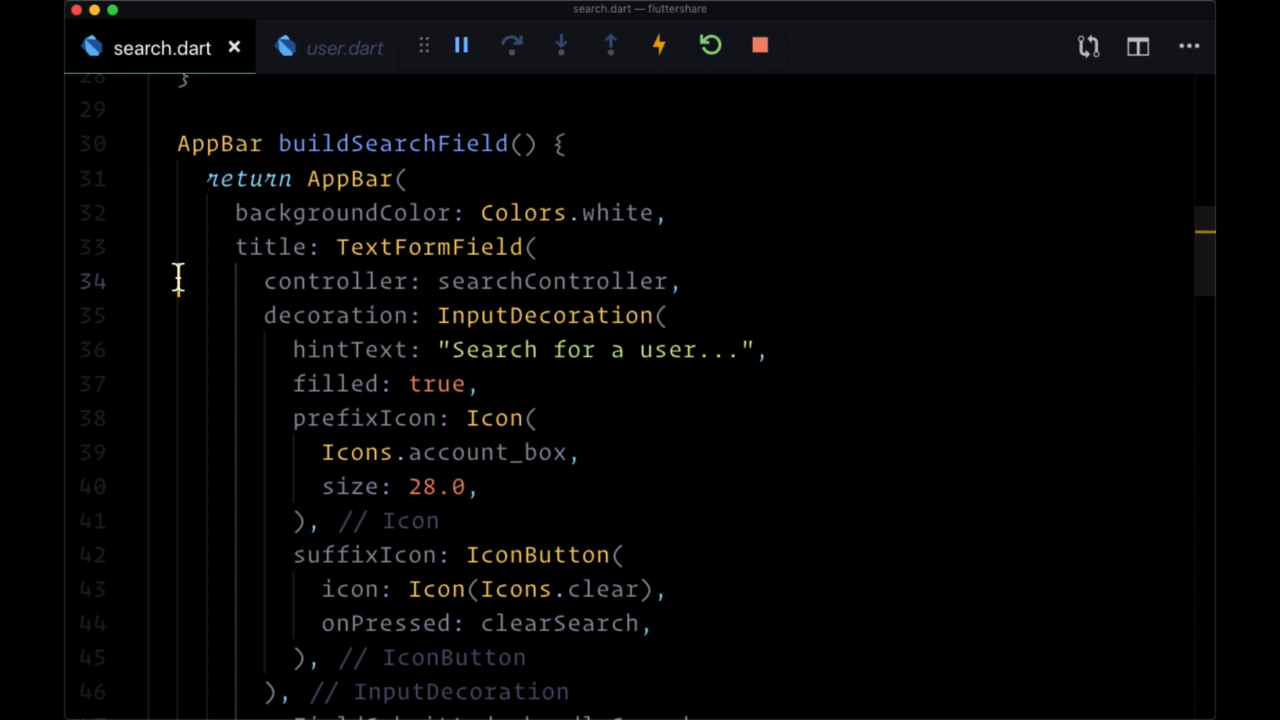 search.dart — fluttershare
search.dart × user.dart
28 }
29
30 AppBar buildSearchField() {
31 return AppBar(
32 backgroundColor: Colors.white,
33 title: TextFormField(
34 controller: searchController,
35 decoration: InputDecoration(
36 hintText: "Search for a user...",
37 filled: true,
38 prefixIcon: Icon(
39 Icons.account_box,
40 size: 28.0,
41 ), // Icon
42 suffixIcon: IconButton(
43 icon: Icon(Icons.clear),
44 onPressed: clearSearch,
45 ), // IconButton
46 ), // InputDecoration